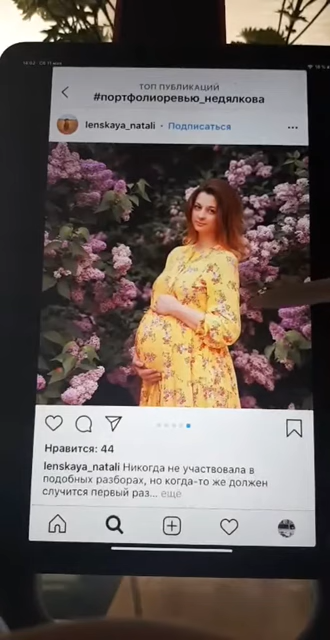 ТОП ПУБЛИКАЦИЙ
#портфолиоревью_недялкова
lenskaya_natali · Подписаться
Нравится: 44
lenskaya_natali Никогда не участвовала в
подобных разборах, но когда-то же должен
случится первый раз... ещё